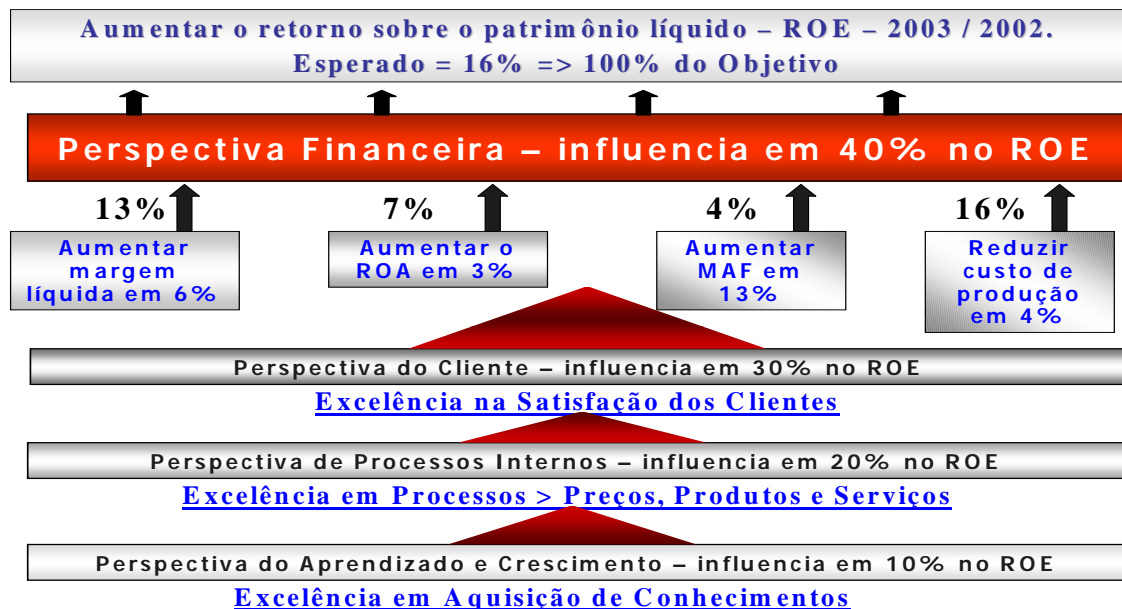 Aumentar o retorno sobre o patrimônio líquido – ROE – 2003 / 2002.
Esperado = 16% => 100% do Objetivo
Perspectiva Financeira – influencia em 40% no ROE
13%
7%
4%
16%
Aumentar
margem
líquida em 6%
Aumentar o
ROA em 3%
Aumentar
MAF em
13%
Reduzir
custo de
produção
em 4%
Perspectiva do Cliente – influencia em 30% no ROE
Excelência na Satisfação dos Clientes
Perspectiva de Processos Internos – influencia em 20% no ROE
Excelência em Processos > Preços, Produtos e Serviços
Perspectiva do Aprendizado e Crescimento – influencia em 10% no ROE
Excelência em Aquisição de Conhecimentos